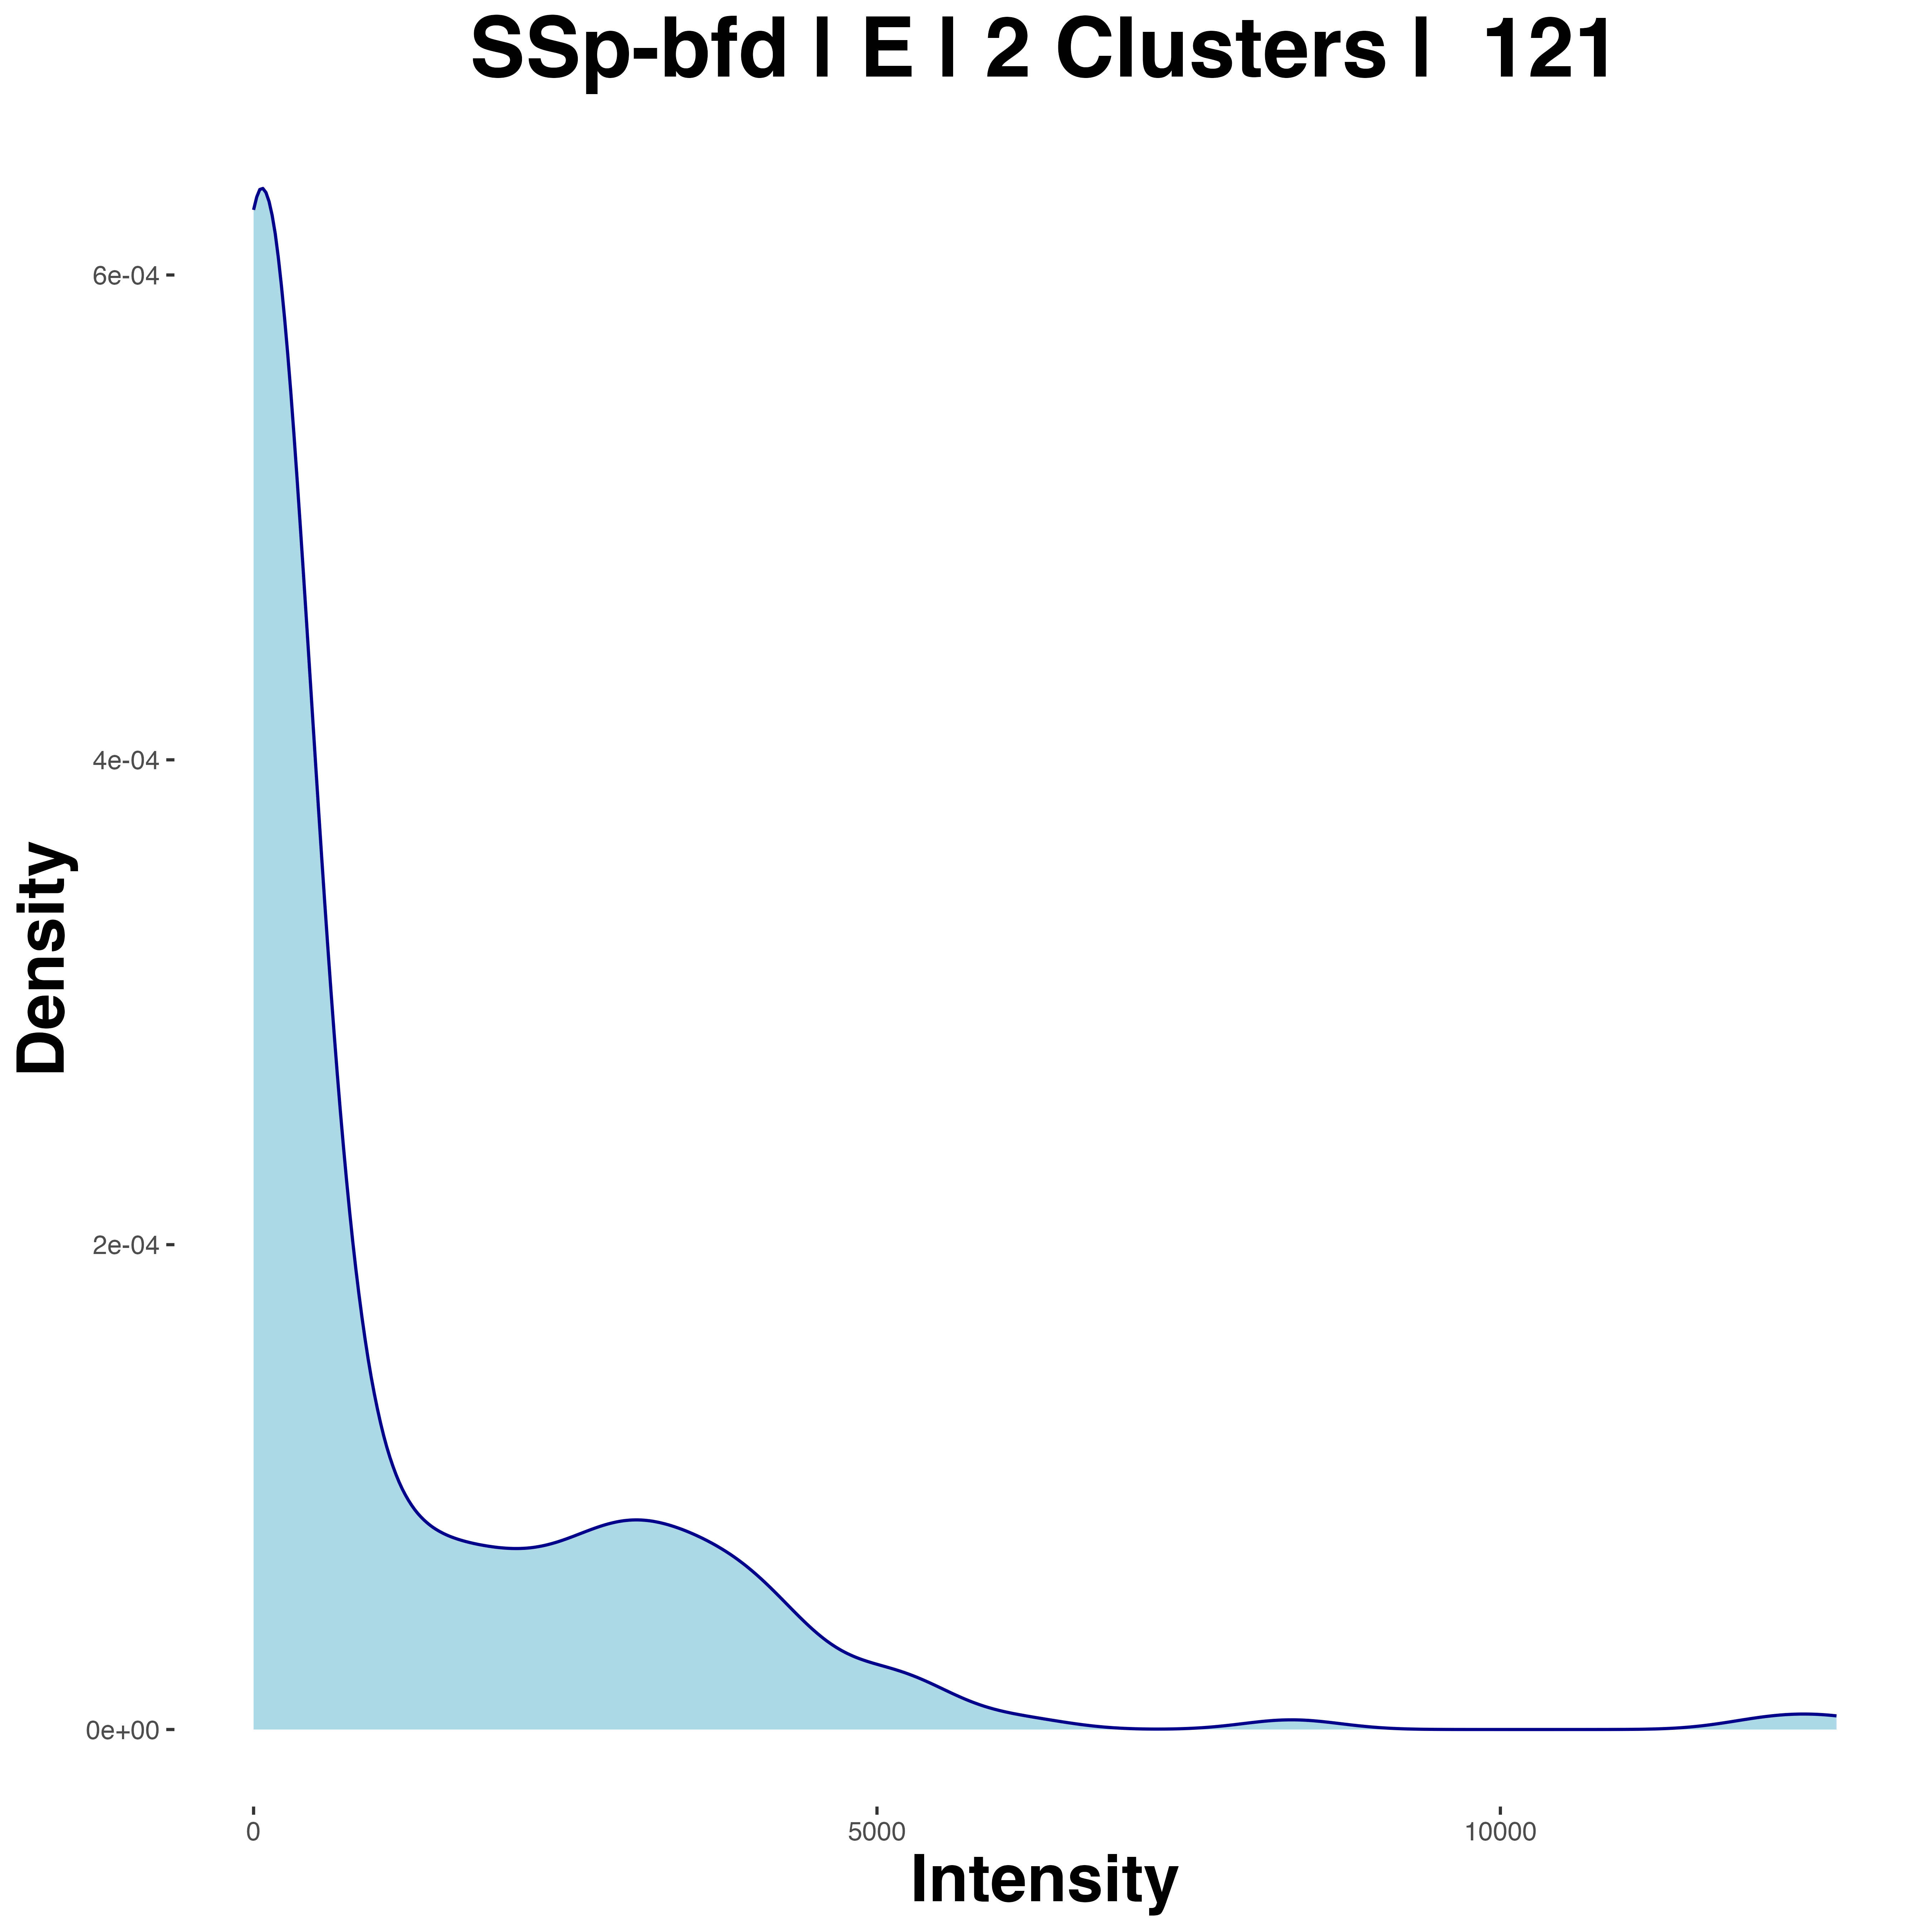 SSp-bfd | E | 2 Clusters | 121
6e-04
4e-04
2e-04
0e+00
Density
0 5000 10000
Intensity